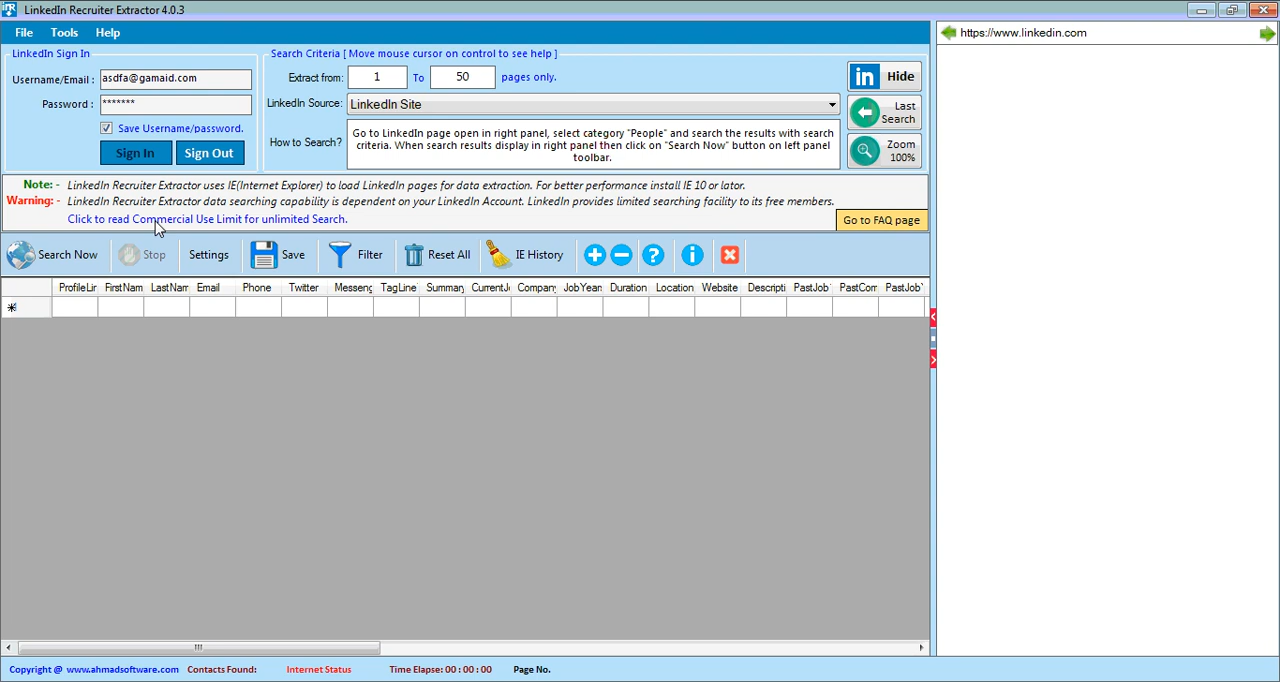 LinkedIn Recruiter Extractor 4.0.3
File Tools Help
https://www.linkedin.com
LinkedIn Sign In
Username/Email : asdfa@gamaid.com
Password : *******
Save Username/password.
Sign In Sign Out
Search Criteria [ Move mouse cursor on control to see help ]
Extract from: 1 To 50 pages only.
LinkedIn Source: LinkedIn Site
How to Search?
Go to LinkedIn page open in right panel, select category "People" and search the results with search
criteria. When search results display in right panel then click on "Search Now" button on left panel
toolbar.
in Hide
Last
Search
Zoom
100%
Note: - LinkedIn Recruiter Extractor uses IE(Internet Explorer) to load LinkedIn pages for data extraction. For better performance install IE 10 or later.
Warning: - LinkedIn Recruiter Extractor data searching capability is dependent on your LinkedIn Account. LinkedIn provides limited searching facility to its free members.
Click to read Commercial Use Limit for unlimited Search.
Go to FAQ page
Search Now Stop Settings Save Filter Reset All IE History
ProfileLir FirstNam LastNam Email Phone Twitter Messeng TagLine Summary CurrentJ Company JobYear Duration Location Website Descripti PastJob PastCom PastJob
Copyright @ www.ahmadsoftware.com Contacts Found: Internet Status Time Elapse: 00 : 00 : 00 Page No.